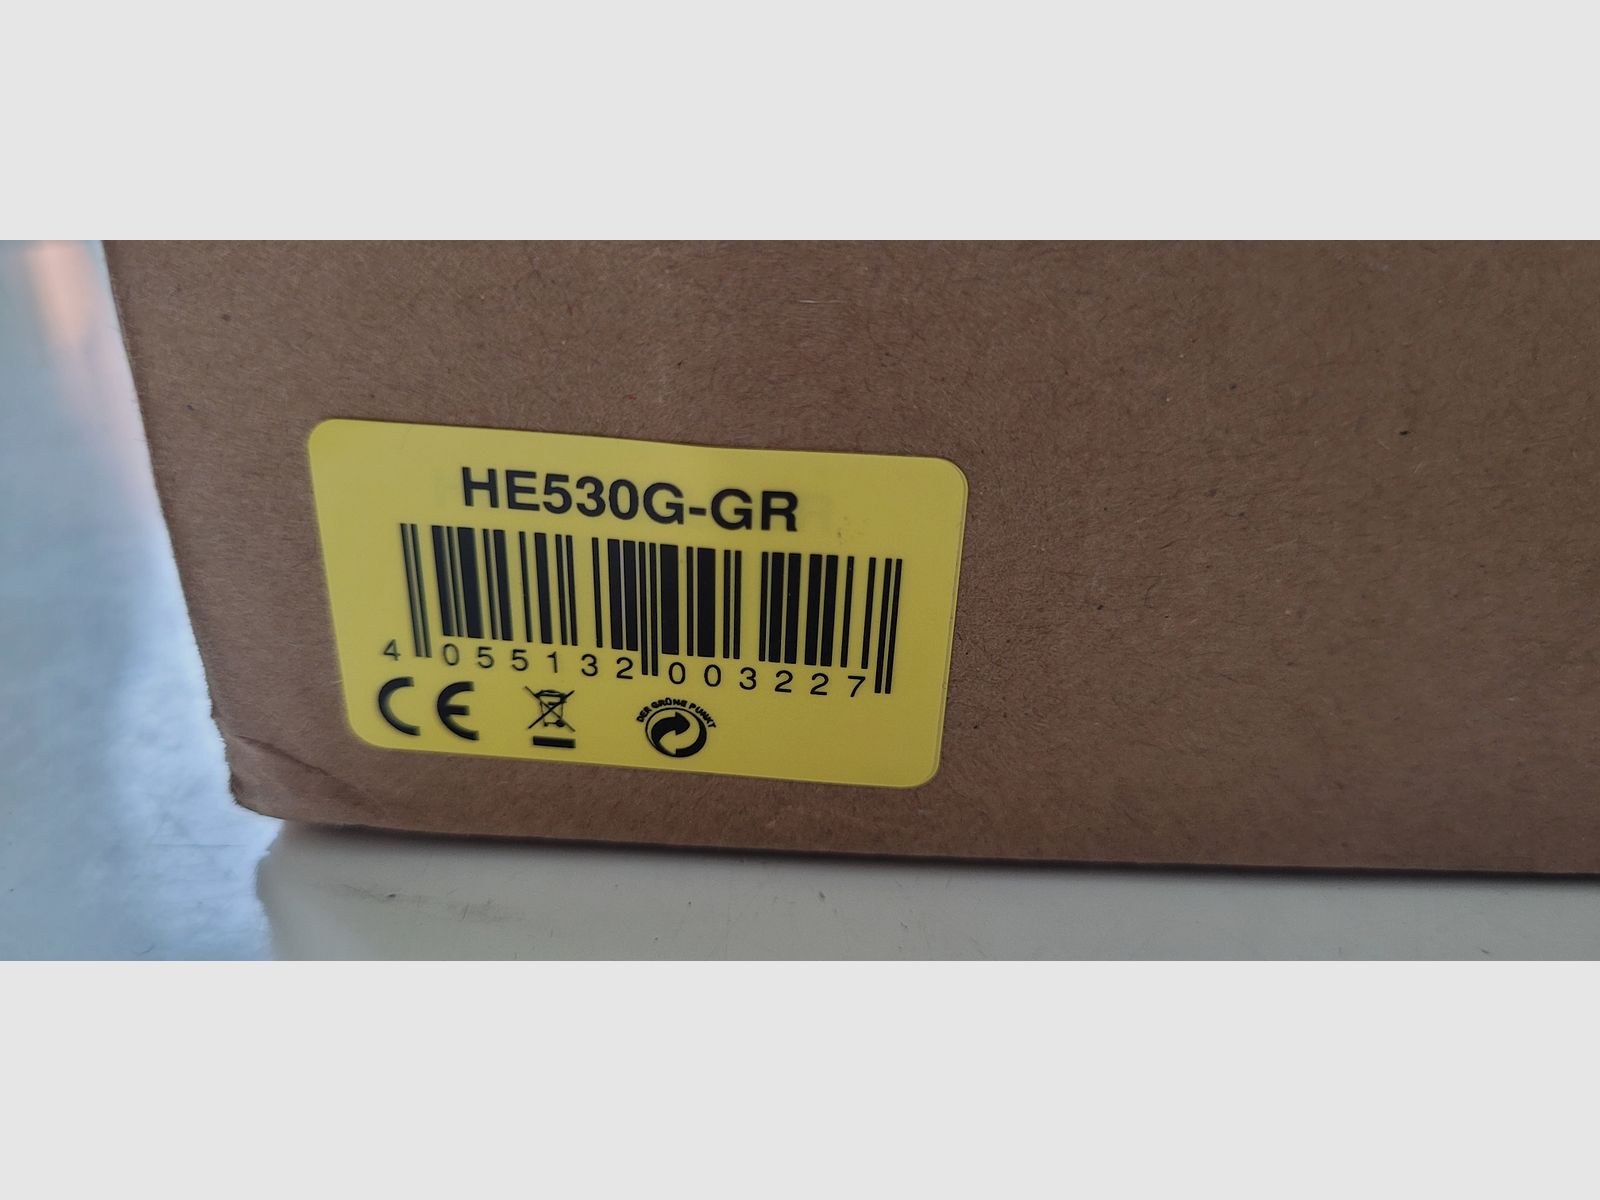 HE530G-GR
4 055132 003227
CE
DER GRÜNE PUNKT